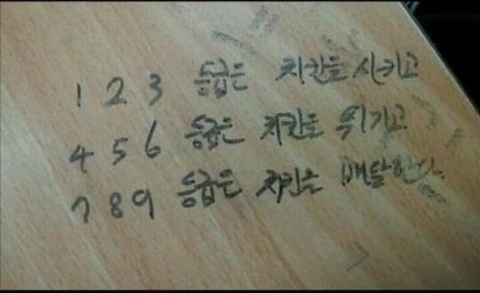 1 2 3 등급은 치킨을 시키고
4 5 6 등급은 치킨을 튀기고
7 8 9 등급은 치킨을 배달한다.